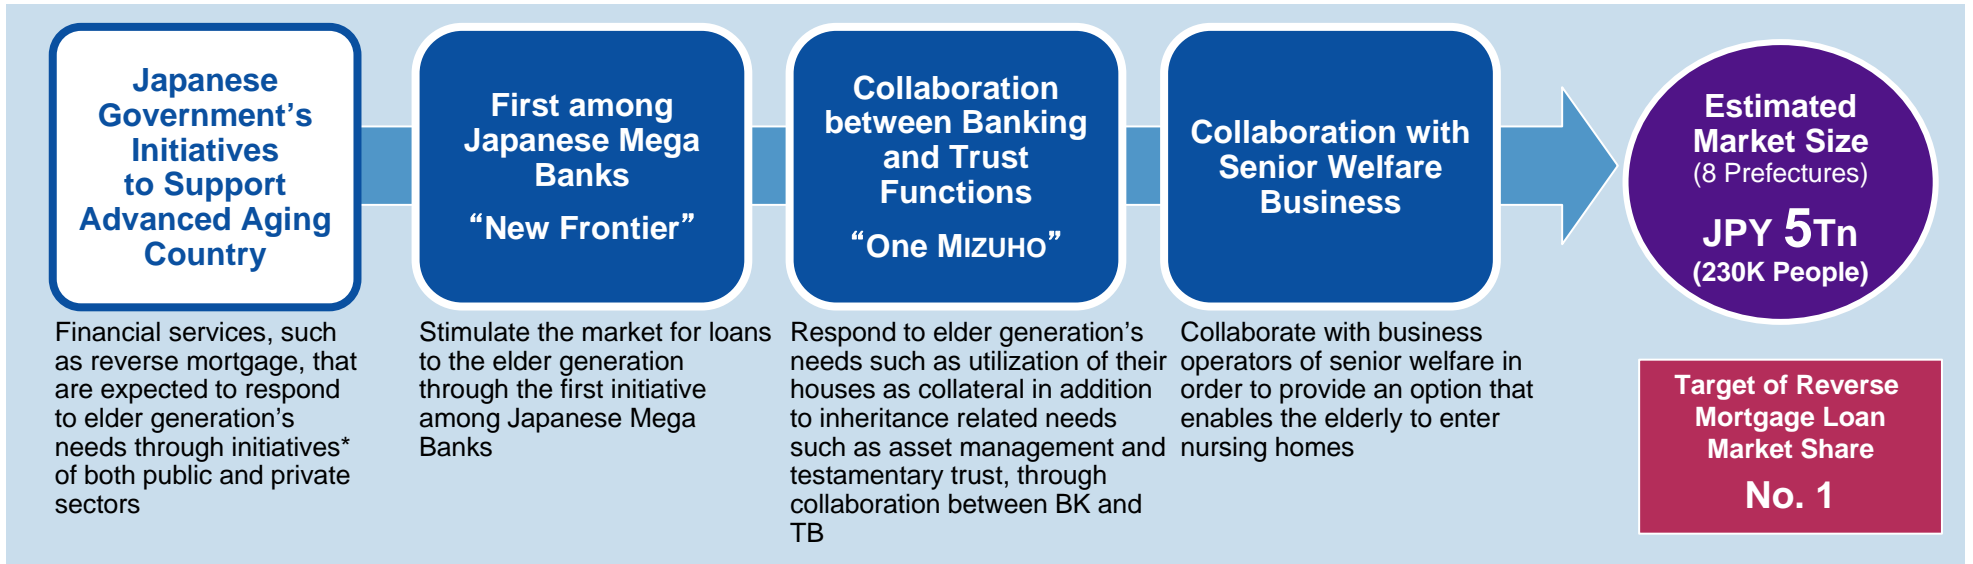 Japanese
Government’s
Initiatives
to Support
Advanced Aging
Country
Financial services, such
as reverse mortgage, that
are expected to respond
to elder generation’s
needs through initiatives*
of both public and private
sectors
First among
Japanese Mega
Banks
“New Frontier”
Stimulate the market for loans
to the elder generation
through the first initiative
among Japanese Mega
Banks
Collaboration
between Banking
and Trust
Functions
“One MIZUHO”
Respond to elder generation’s
needs such as utilization of their
houses as collateral in addition
to inheritance related needs
such as asset management and
testamentary trust, through
collaboration between BK and
TB
Collaboration with
Senior Welfare
Business
Collaborate with business
operators of senior welfare in
order to provide an option that
enables the elderly to enter
nursing homes
Estimated
Market Size
(8 Prefectures)
JPY 5Tn
(230K People)
Target of Reverse
Mortgage Loan
Market Share
No. 1